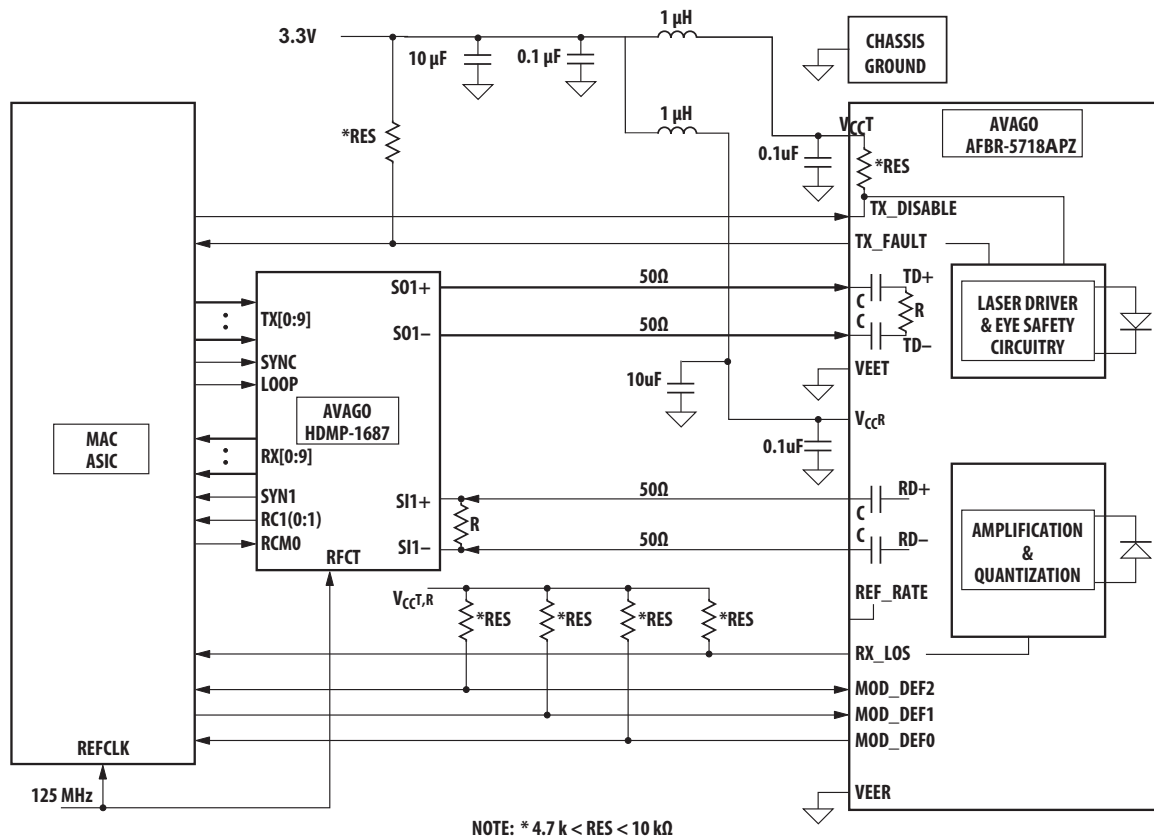 1 µH
3.3V
10 µF
0.1 µF
CHASSIS
GROUND
1 µH
*RES
VCCT
AVAGO
AFBR-5718APZ
0.1uF
*RES
TX_DISABLE
TX_FAULT
SO1+
50Ω
TD+
TX[0:9]
C
R
LASER DRIVER
& EYE SAFETY
CIRCUITRY
C
SO1–
50Ω
TD–
SYNC
LOOP
10uF
VEET
MAC
ASIC
AVAGO
HDMP-1687
VCCR
0.1uF
RX[0:9]
SYN1
SI1+
50Ω
RD+
RC1(0:1)
R
C
C
AMPLIFICATION
&
QUANTIZATION
RCM0
SI1–
50Ω
RD–
RFCT
REF_RATE
VCCT,R
*RES
*RES
*RES
*RES
RX_LOS
MOD_DEF2
MOD_DEF1
MOD_DEF0
REFCLK
125 MHz
VEER
NOTE: * 4.7 k < RES < 10 kΩ